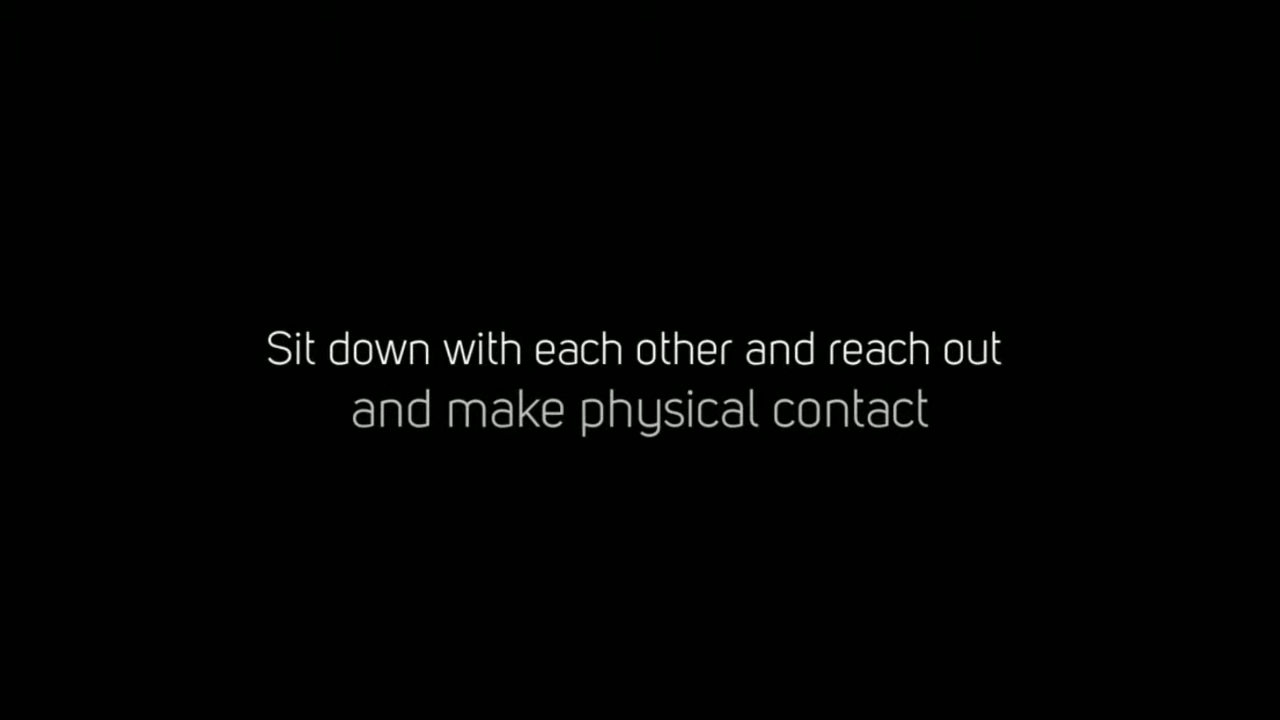 Sit down with each other and reach out
and make physical contact